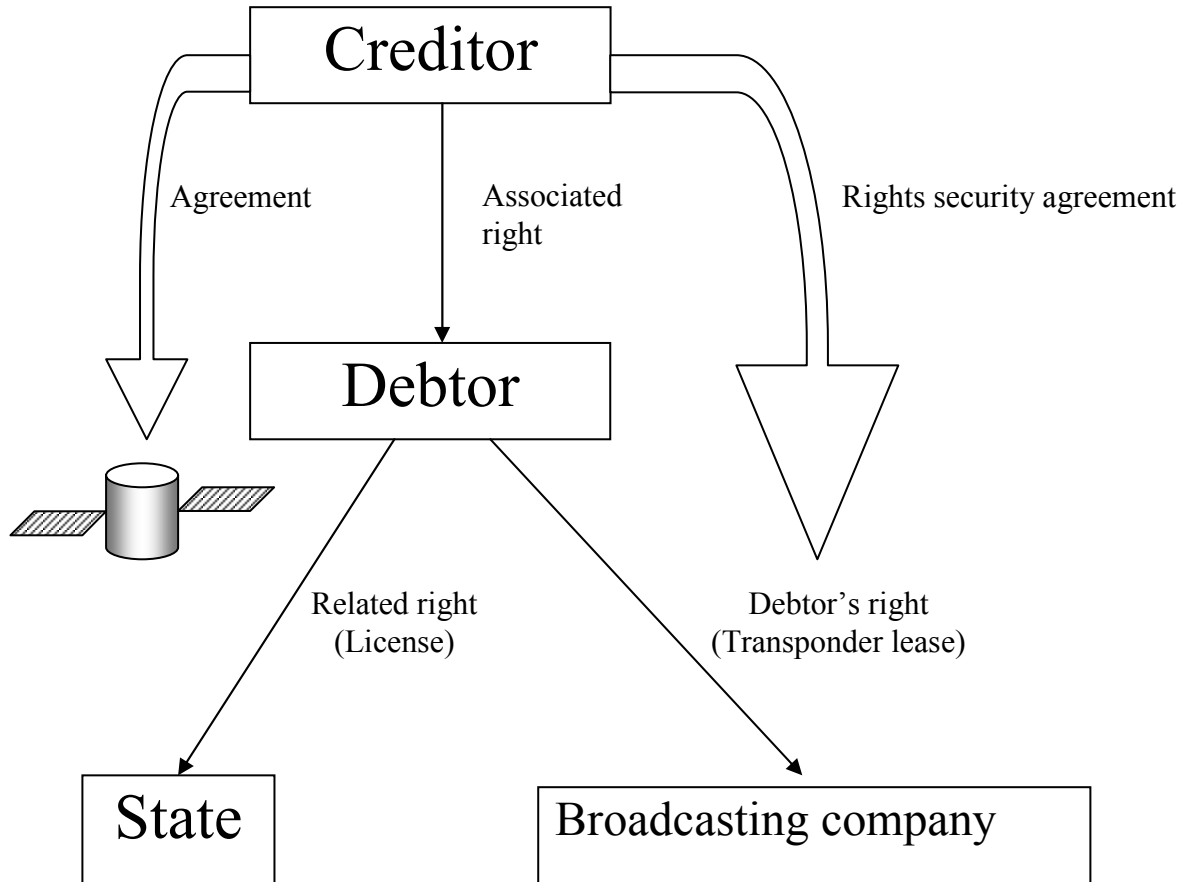 Creditor
Agreement
Associated
right
Rights security agreement
Debtor
Related right
(License)
Debtor’s right
(Transponder lease)
State
Broadcasting company